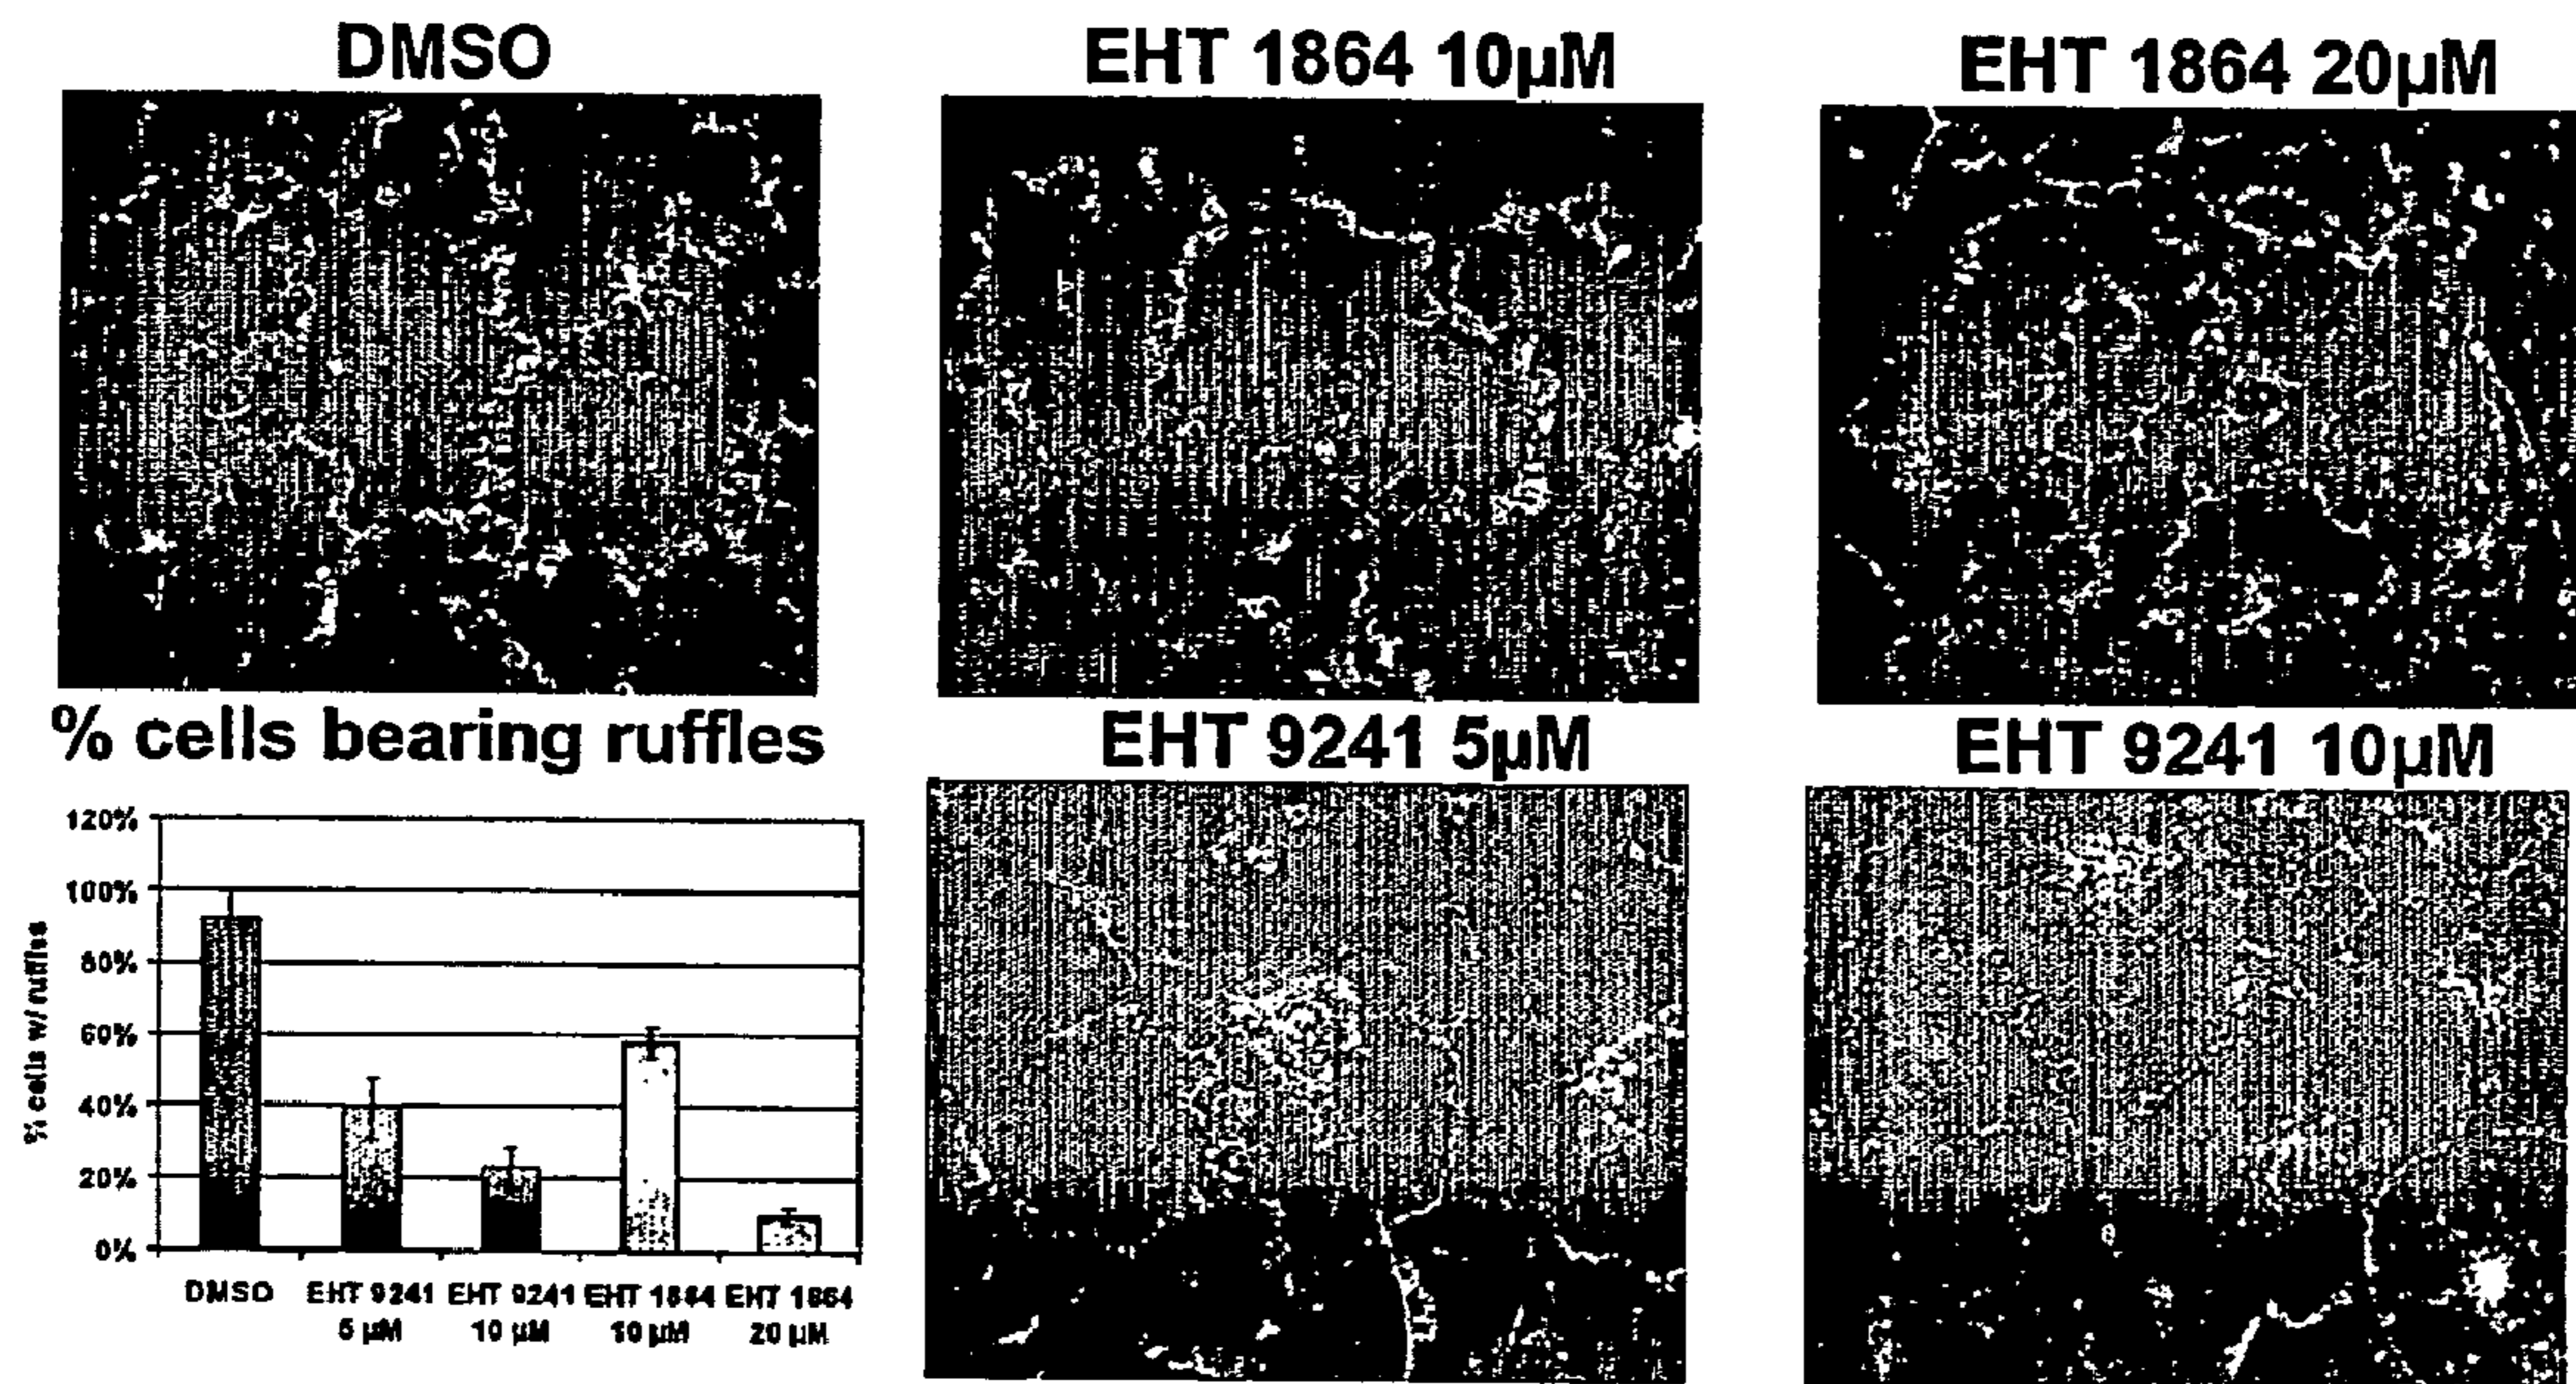 DMSO
EHT 1864 10µM
EHT 1864 20µM
% cells bearing ruffles
EHT 9241 5µM
EHT 9241 10µM
120%
100%
80%
60%
40%
20%
0%
% cells w/ ruffles
DMSO
EHT 9241 5 µM
EHT 9241 10 µM
EHT 1864 10 µM
EHT 1864 20 µM